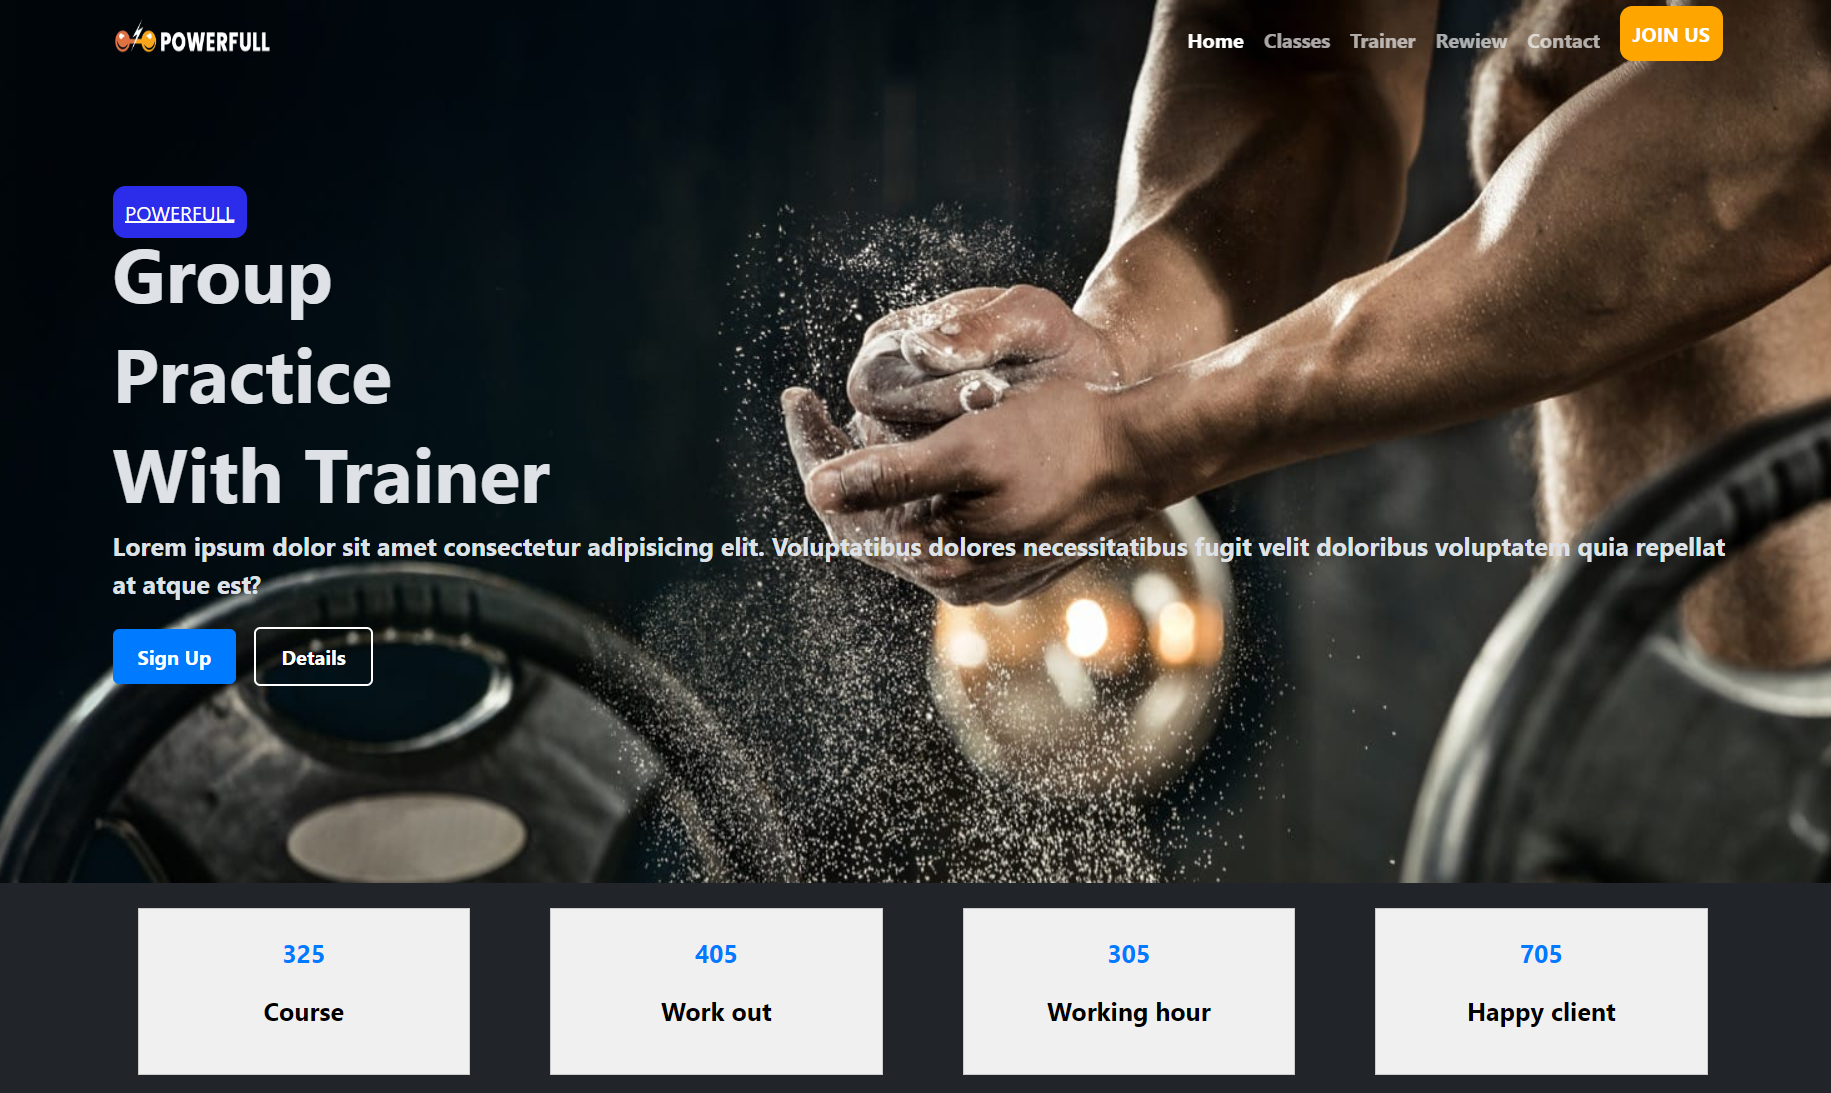 POWERFULL
Home Classes Trainer Rewiew Contact JOIN US
POWERFULL
Group
Practice
With Trainer
Lorem ipsum dolor sit amet consectetur adipisicing elit. Voluptatibus dolores necessitatibus fugit velit doloribus voluptatem quia repellat
at atque est?
Sign Up Details
325 405 305 705
Course Work out Working hour Happy client